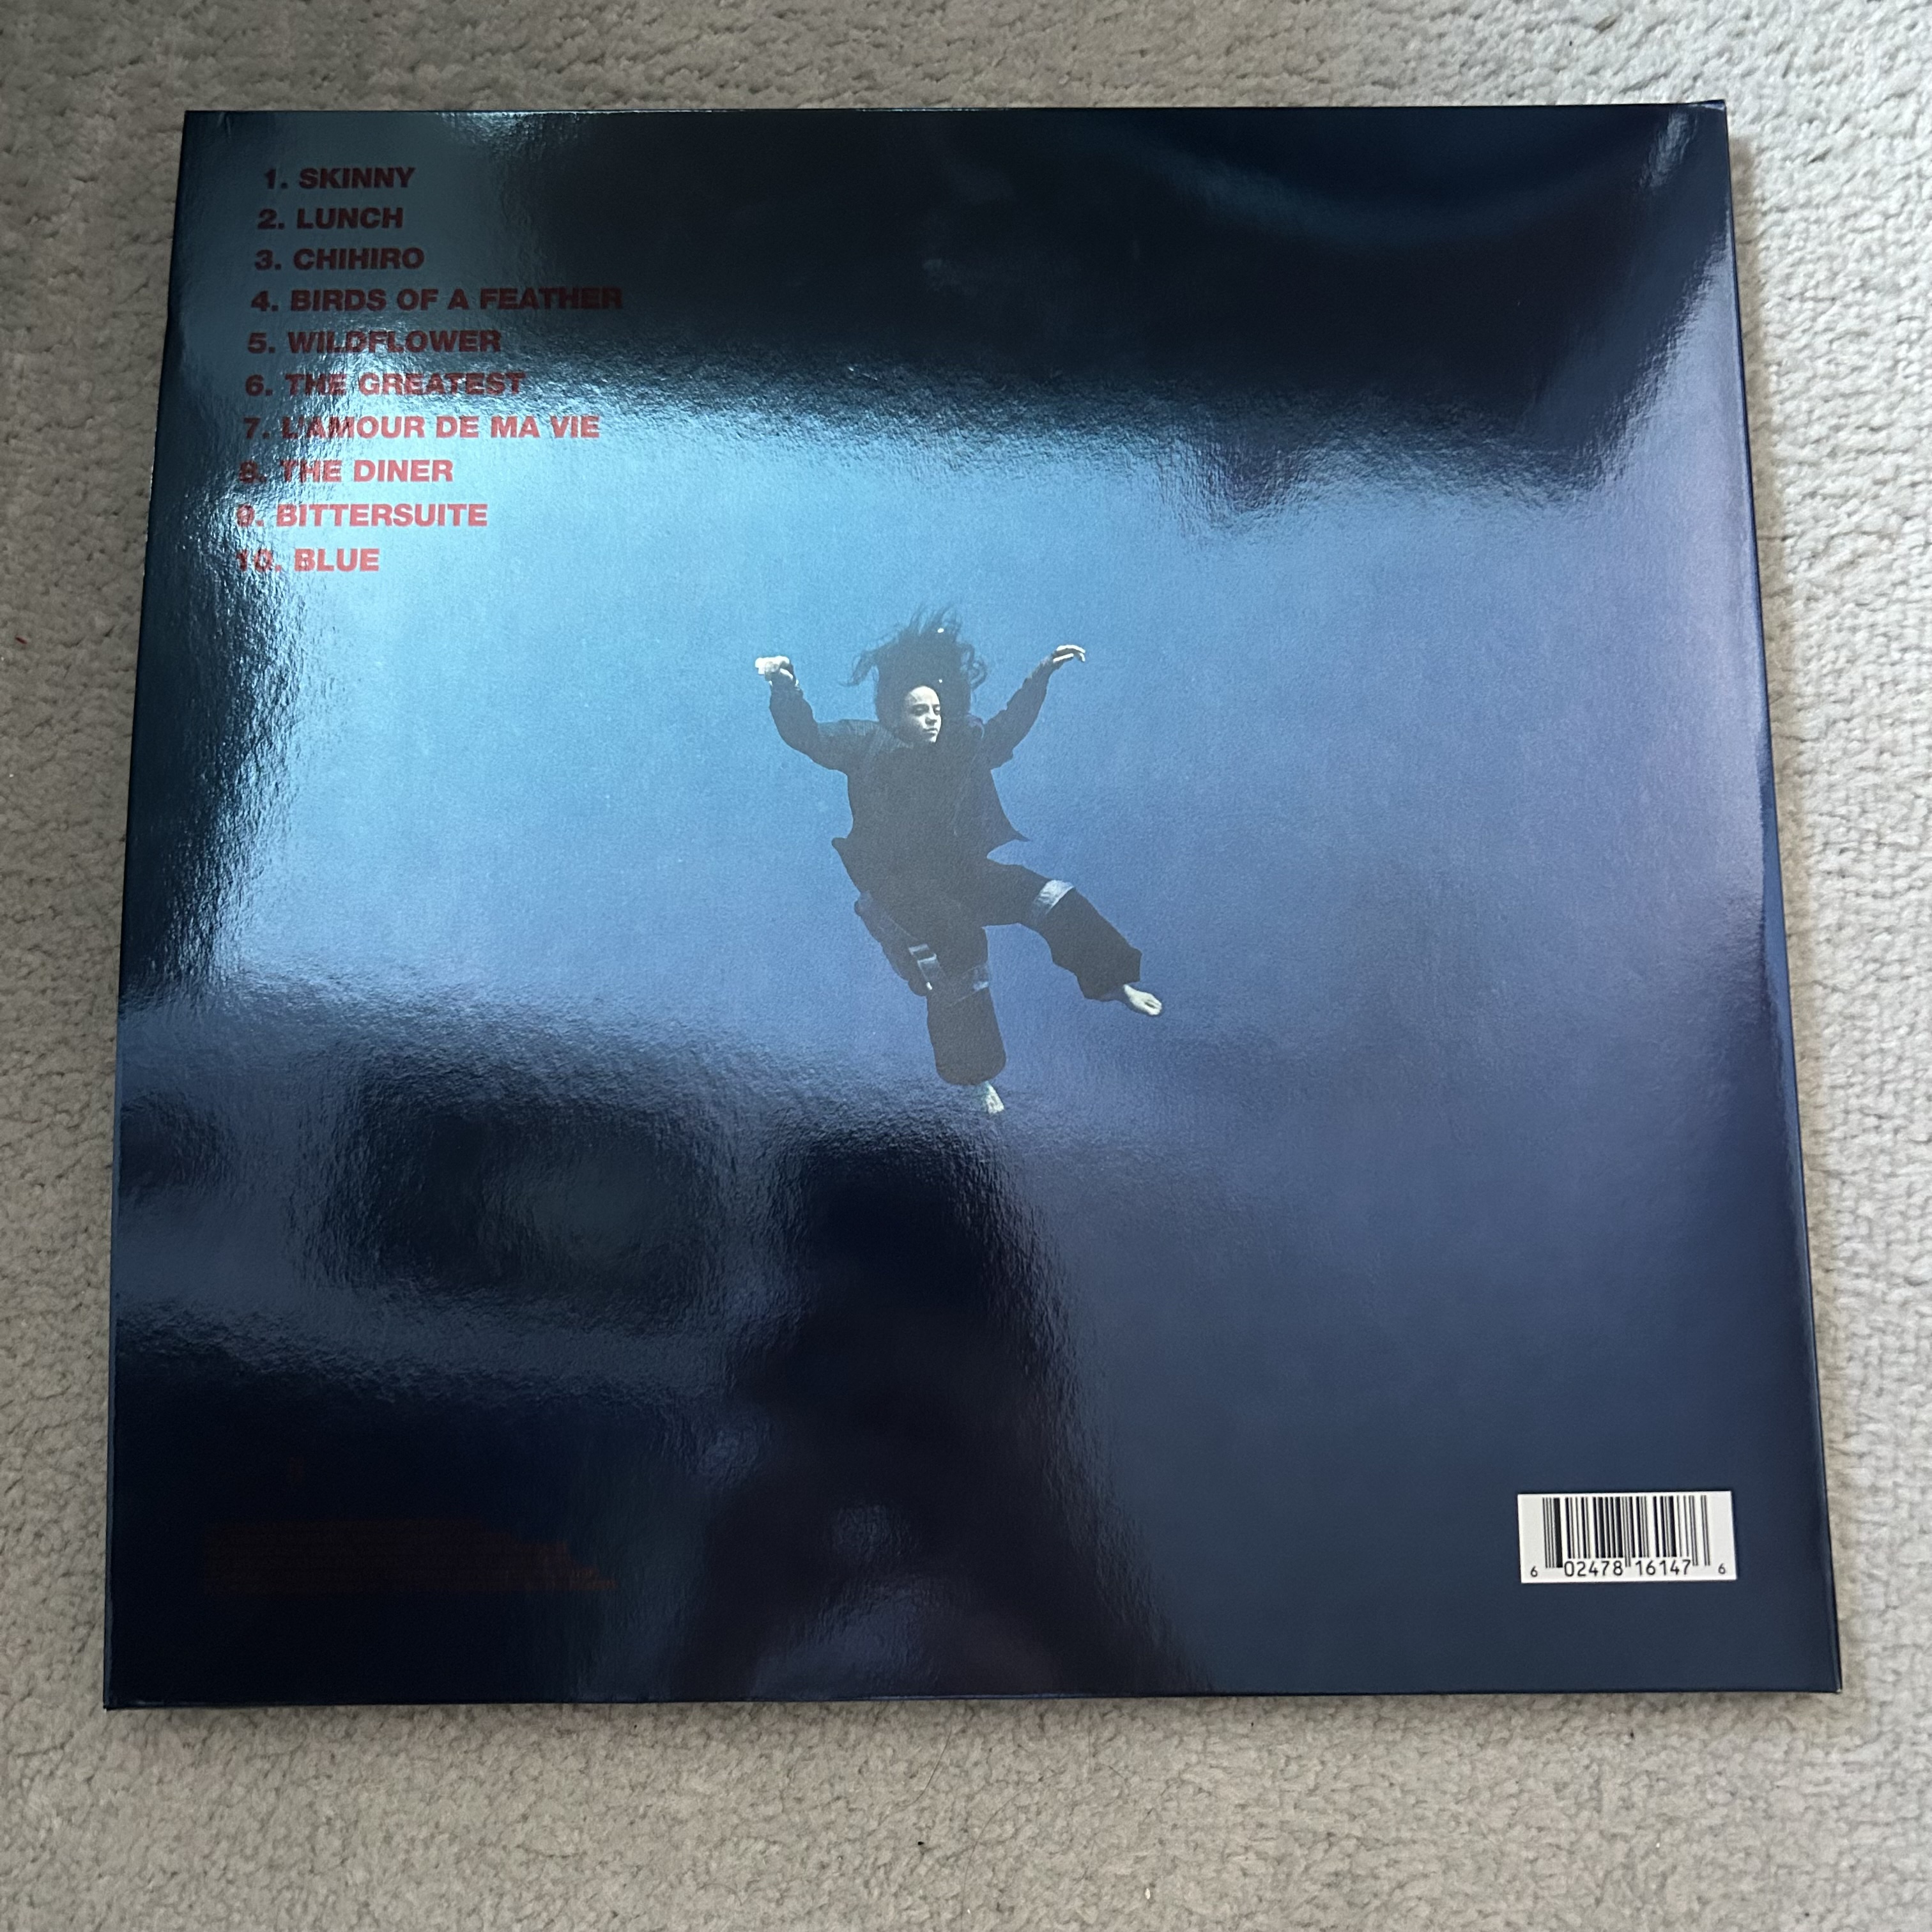 1. SKINNY
2. LUNCH
3. CHIHIRO
4. BIRDS OF A FEATHER
5. WILDFLOWER
6. THE GREATEST
7. L'AMOUR DE MA VIE
8. THE DINER
9. BITTERSUITE
10. BLUE
6 02478 16147 6